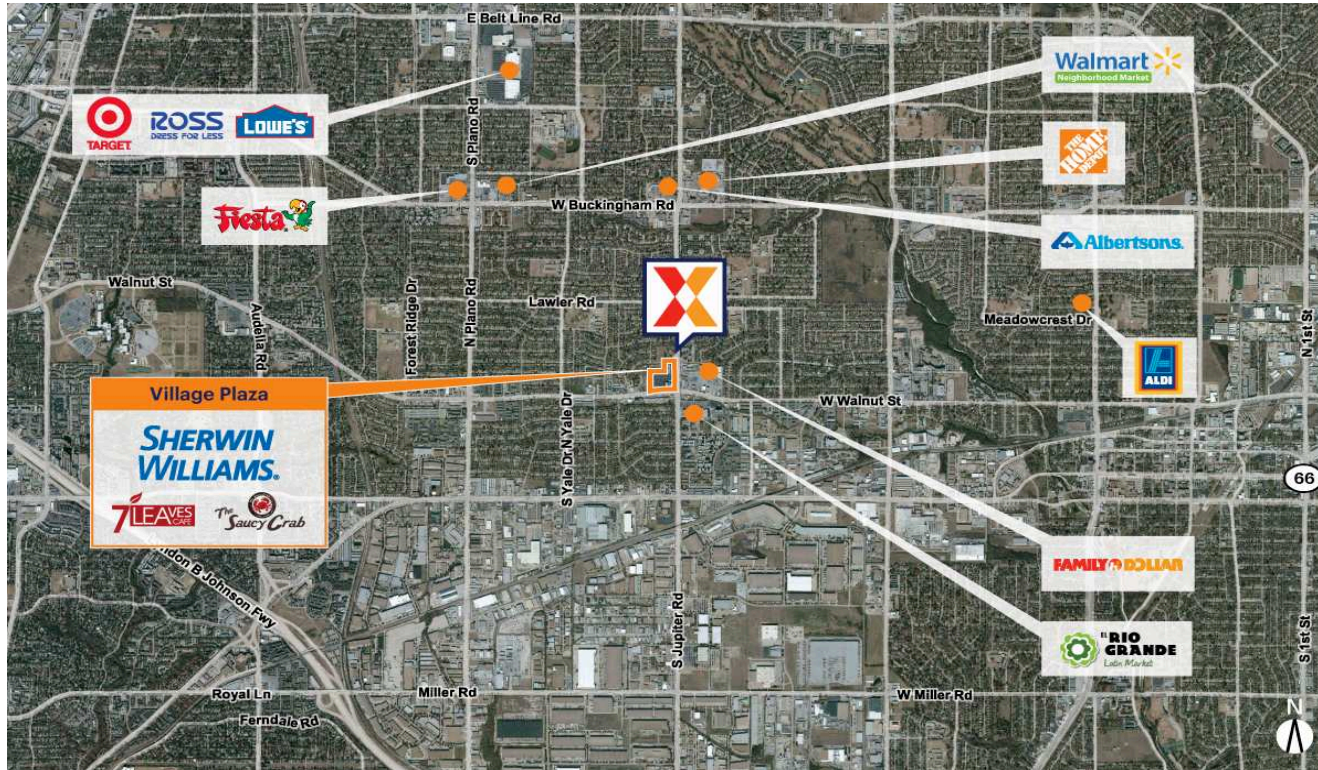 E Belt Line Rd
Walmart
Neighborhood Market
TARGET
ROSS
DRESS FOR LESS
LOWE'S
S Plano Rd
THE
HOME
DEPOT
Fiesta
W Buckingham Rd
Albertsons
Walnut St
Audelia Rd
Forest Ridge Dr
N Plano Rd
Lawler Rd
Meadowcrest Dr
N 1st St
ALDI
Village Plaza
SHERWIN
WILLIAMS.
7 LEAVES
CAFE
The
Saucy Crab
S Yale Dr
N Yale Dr
W Walnut St
66
B Johnson Fwy
FAMILY DOLLAR
S Jupiter Rd
EL
RIO
GRANDE
Latin Market
Royal Ln
Miller Rd
W Miller Rd
S 1st St
Ferndale Rd
N